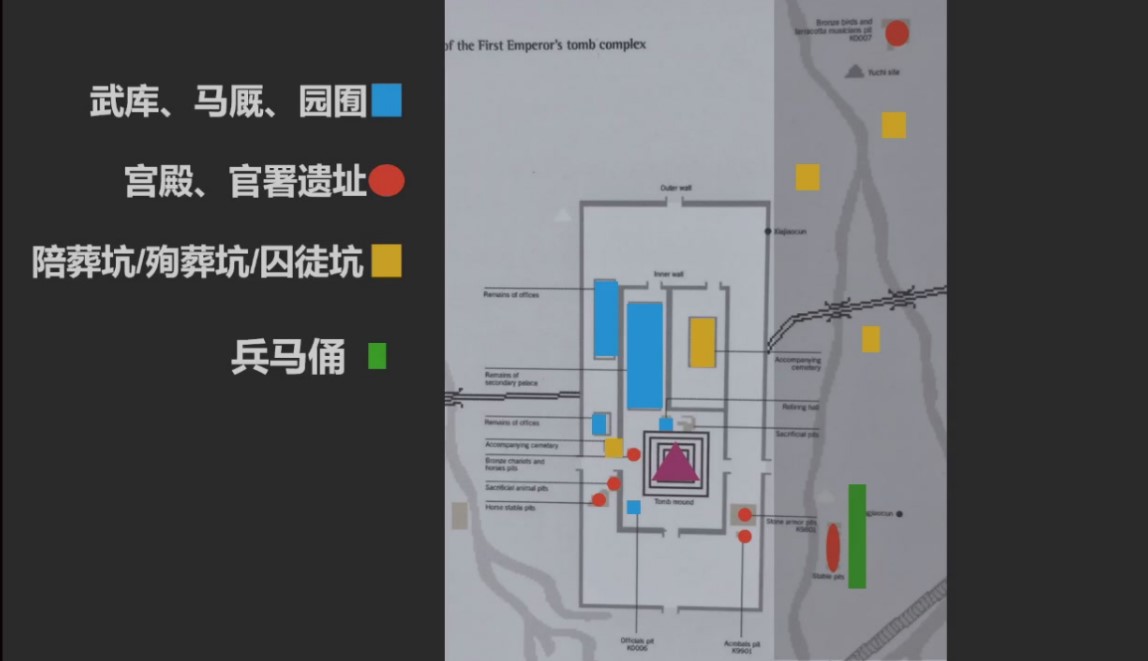 武库、马厩、园囿
宫殿、官署遗址
陪葬坑/殉葬坑/囚徒坑
兵马俑
of the First Emperor's tomb complex
Bronze birds and
terracotta musicians pit
K0007
Yuchi site
Outer wall
Xiajiaocun
Inner wall
Remains of offices
Accompanying
cemetery
Remains of
secondary palace
Retiring hall
Remains of offices
Sacrificial pits
Accompanying cemetery
Bronze chariots and
horses pits
Sacrificial animal pits
Tomb mound
Horse stable pits
Stone armor pits
K9801
Stable pits
Officials pit
K0006
Acrobats pit
K9901